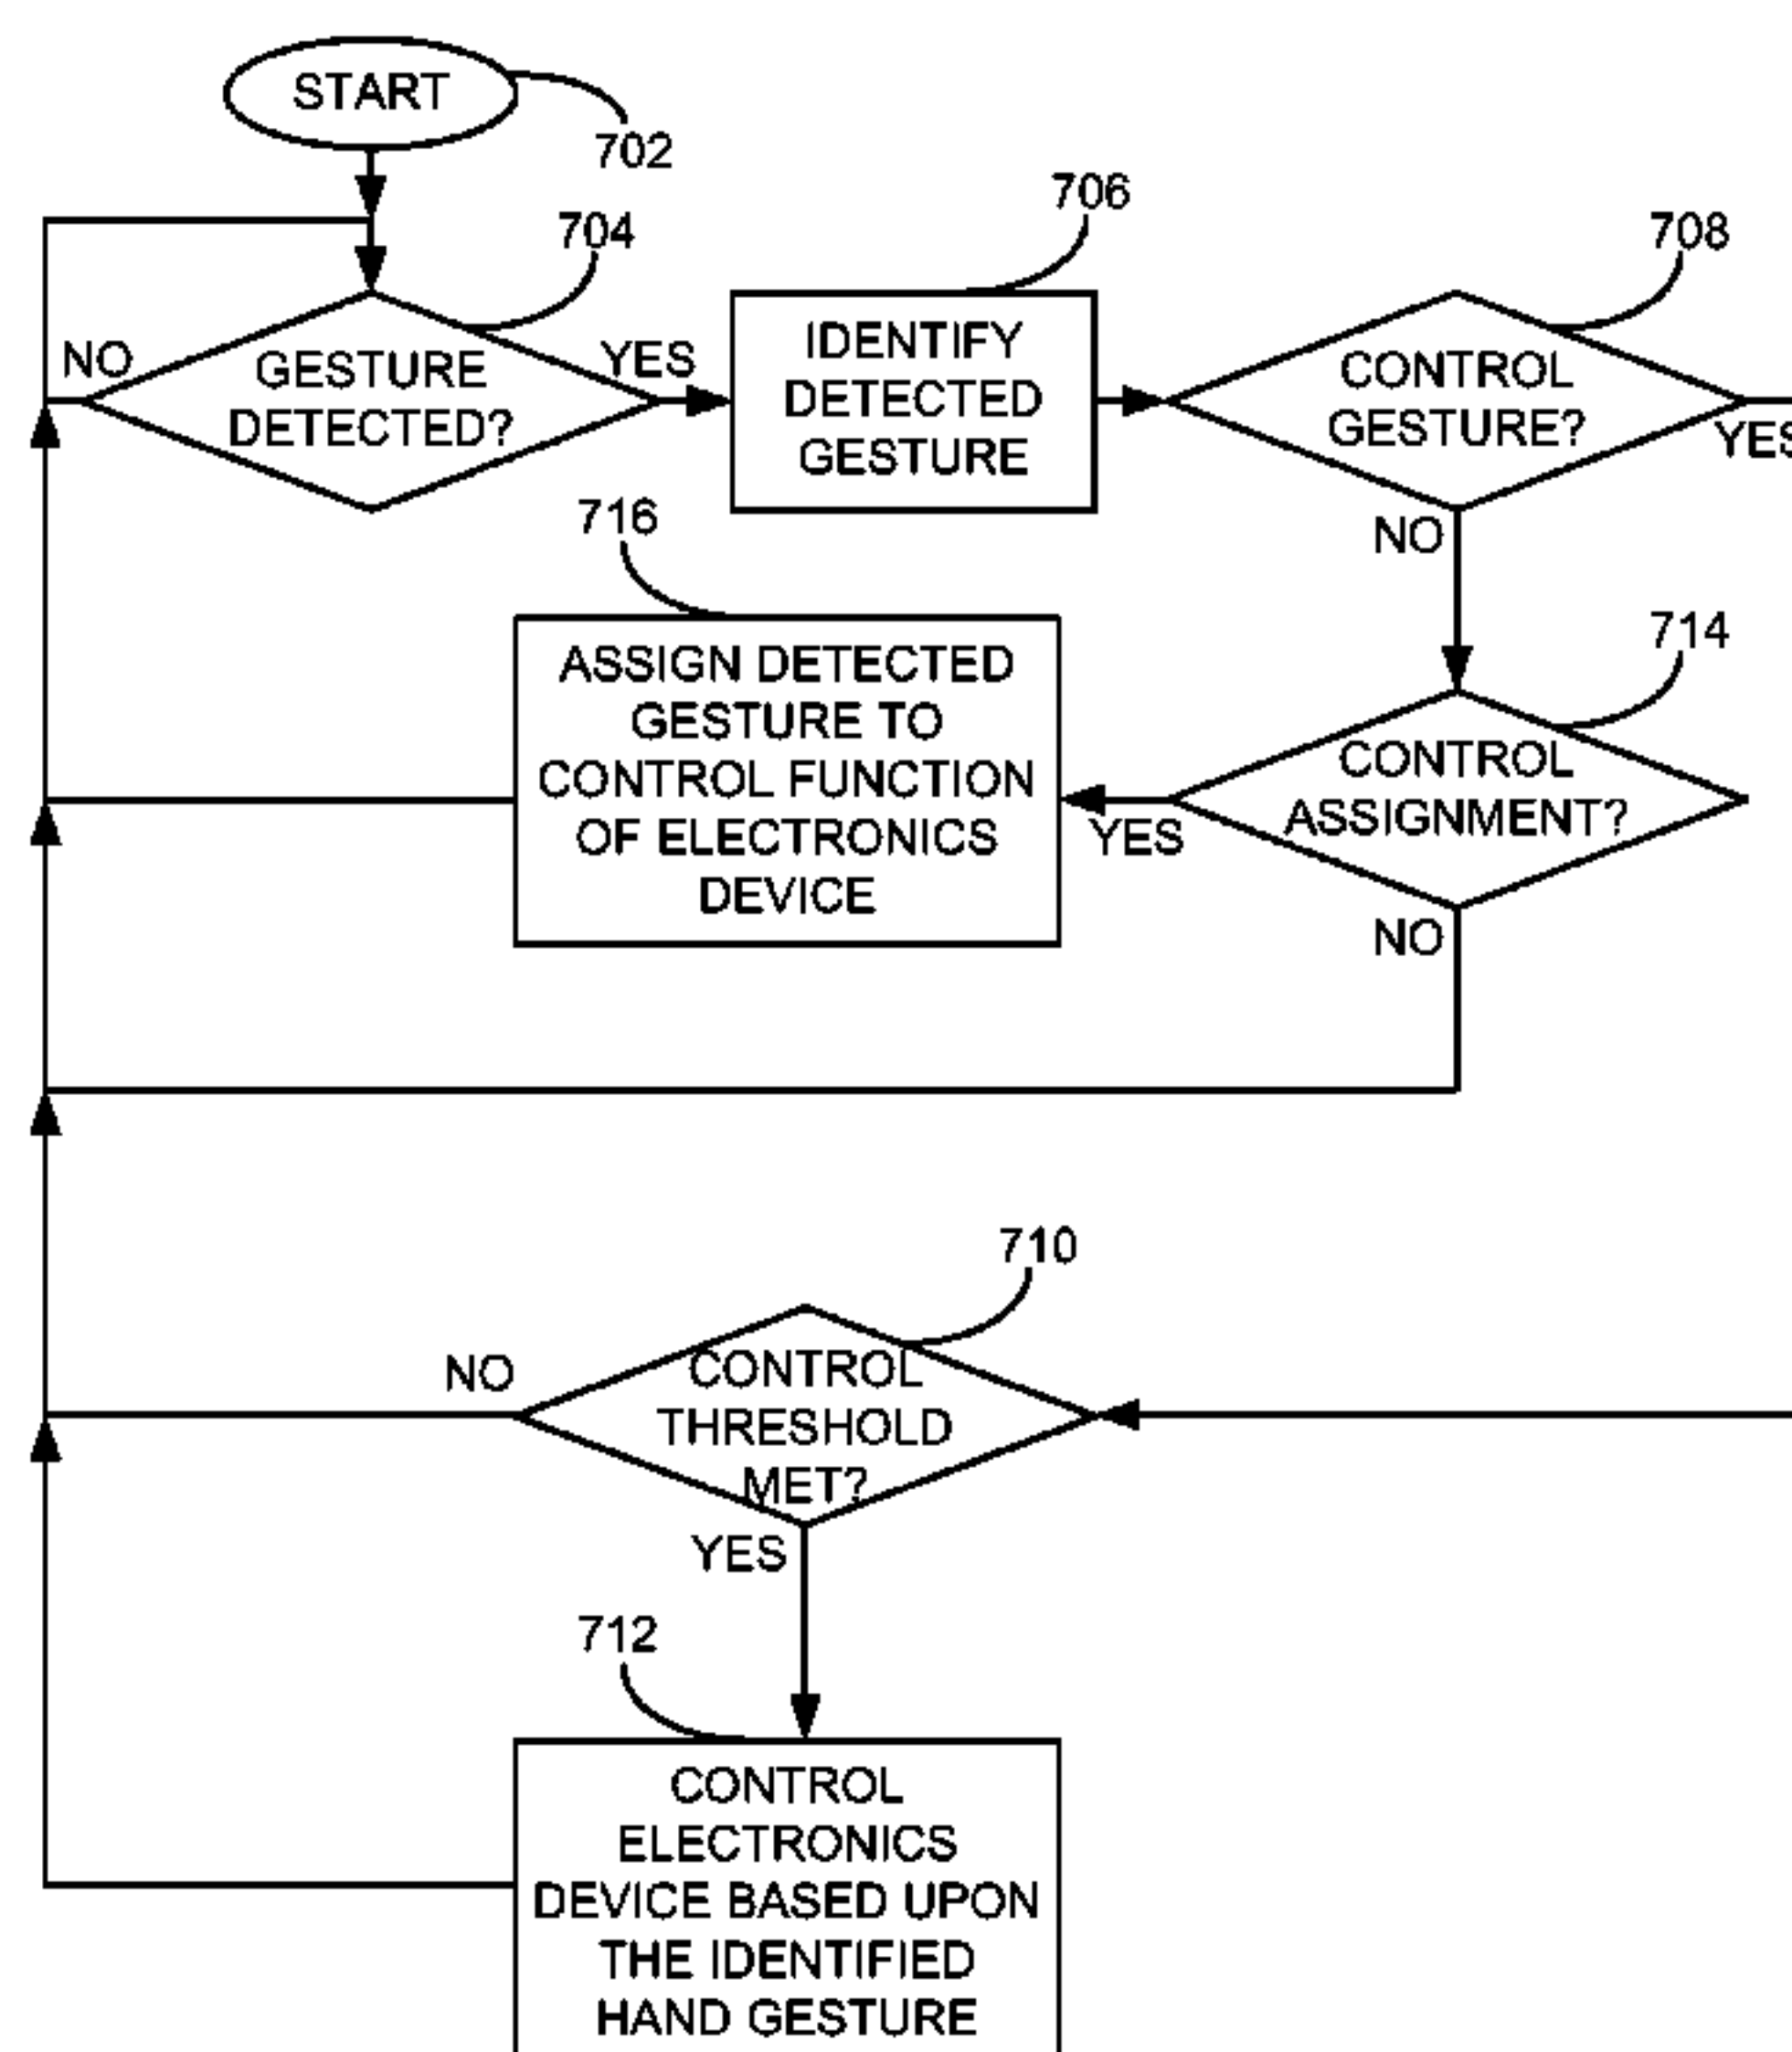 START
702
704
706
708
NO
GESTURE
DETECTED?
YES
IDENTIFY
DETECTED
GESTURE
CONTROL
GESTURE?
YES
NO
716
714
ASSIGN DETECTED
GESTURE TO
CONTROL FUNCTION
OF ELECTRONICS
DEVICE
YES
CONTROL
ASSIGNMENT?
NO
710
NO
CONTROL
THRESHOLD
MET?
YES
712
CONTROL
ELECTRONICS
DEVICE BASED UPON
THE IDENTIFIED
HAND GESTURE